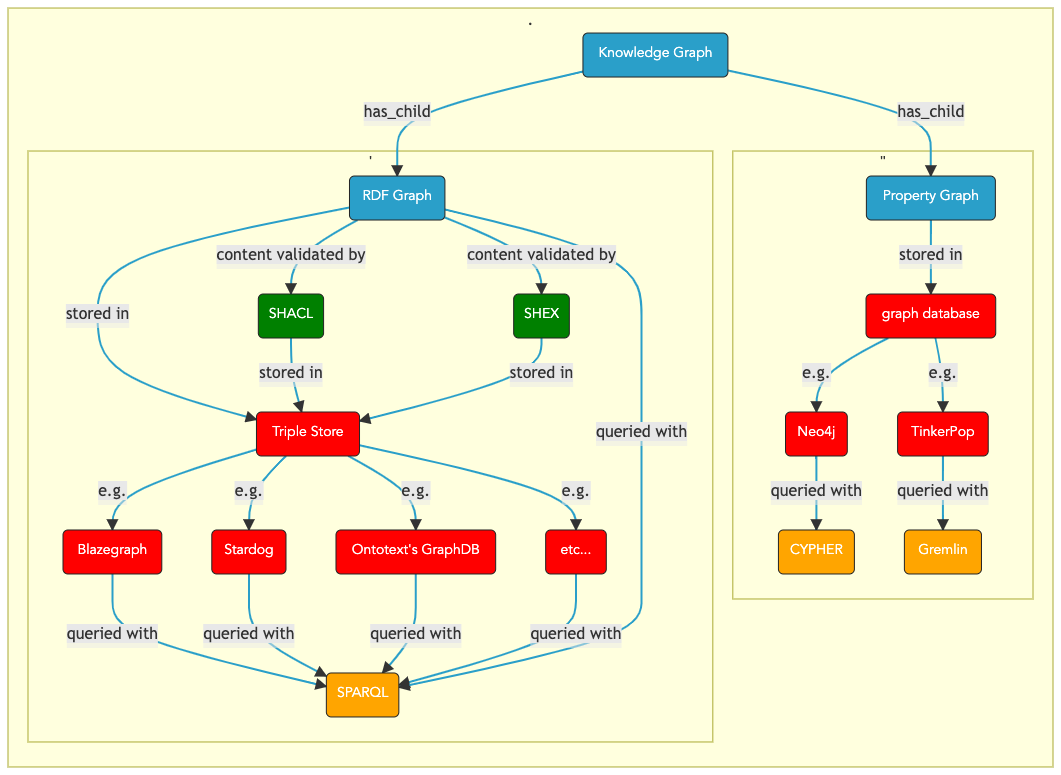 .
Knowledge Graph
has_child
has_child
'
"
RDF Graph
Property Graph
content validated by
content validated by
stored in
stored in
SHACL
SHEX
graph database
stored in
stored in
e.g.
e.g.
Triple Store
queried with
Neo4j
TinkerPop
e.g.
e.g.
e.g.
e.g.
queried with
queried with
Blazegraph
Stardog
Ontotext's GraphDB
etc...
CYPHER
Gremlin
queried with
queried with
queried with
queried with
SPARQL